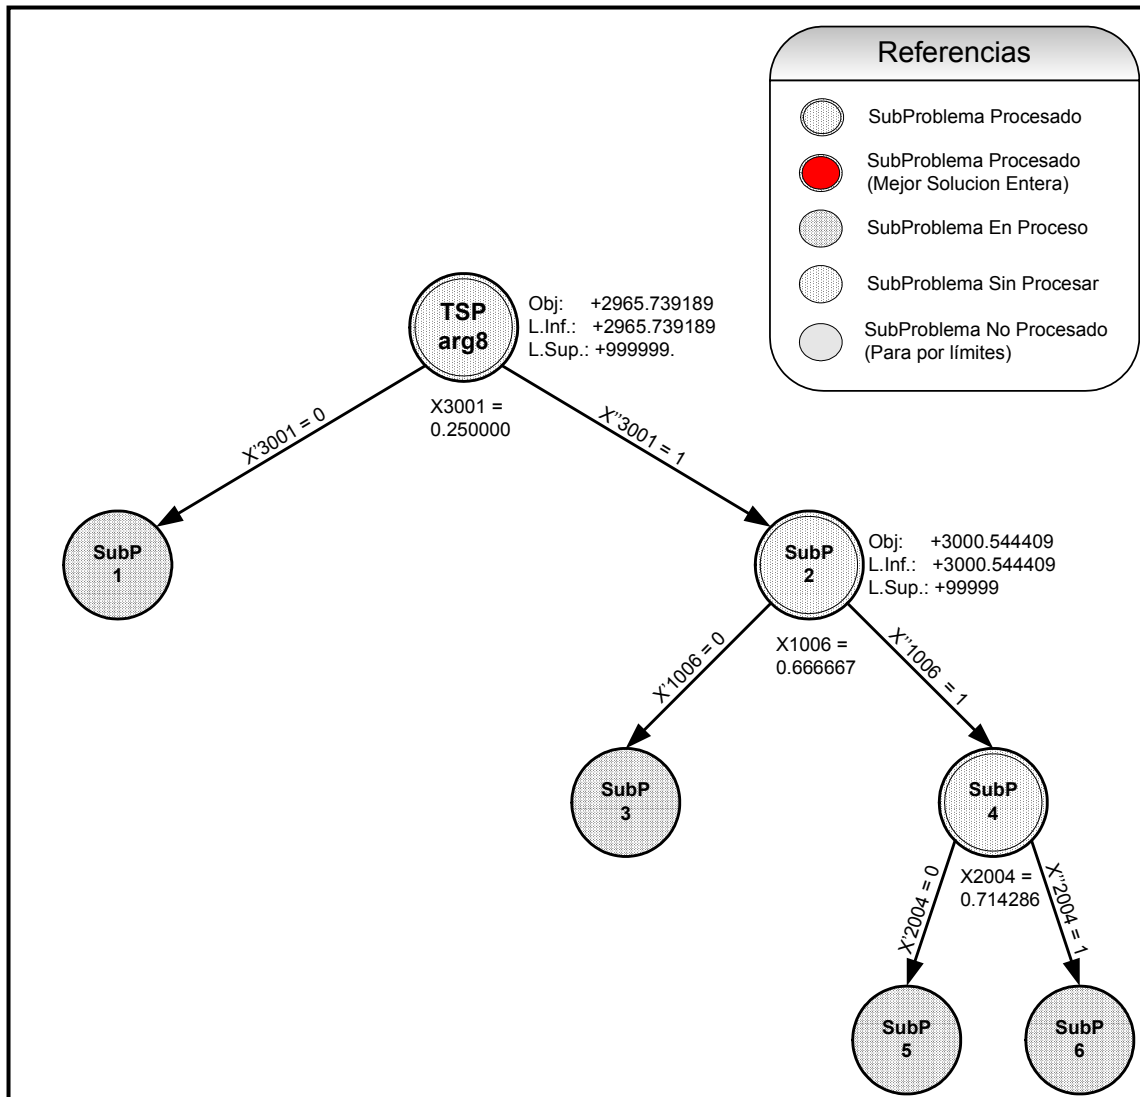 Referencias
SubProblema Procesado
SubProblema Procesado
(Mejor Solucion Entera)
SubProblema En Proceso
SubProblema Sin Procesar
SubProblema No Procesado
(Para por límites)
TSP
arg8
Obj: +2965.739189
L.Inf.: +2965.739189
L.Sup.: +999999.
X3001 =
0.250000
X'3001 = 0
X''3001 = 1
SubP
1
SubP
2
Obj: +3000.544409
L.Inf.: +3000.544409
L.Sup.: +99999
X1006 =
0.666667
X'1006 = 0
X''1006 = 1
SubP
3
SubP
4
X2004 =
0.714286
X'2004 = 0
X''2004 = 1
SubP
5
SubP
6